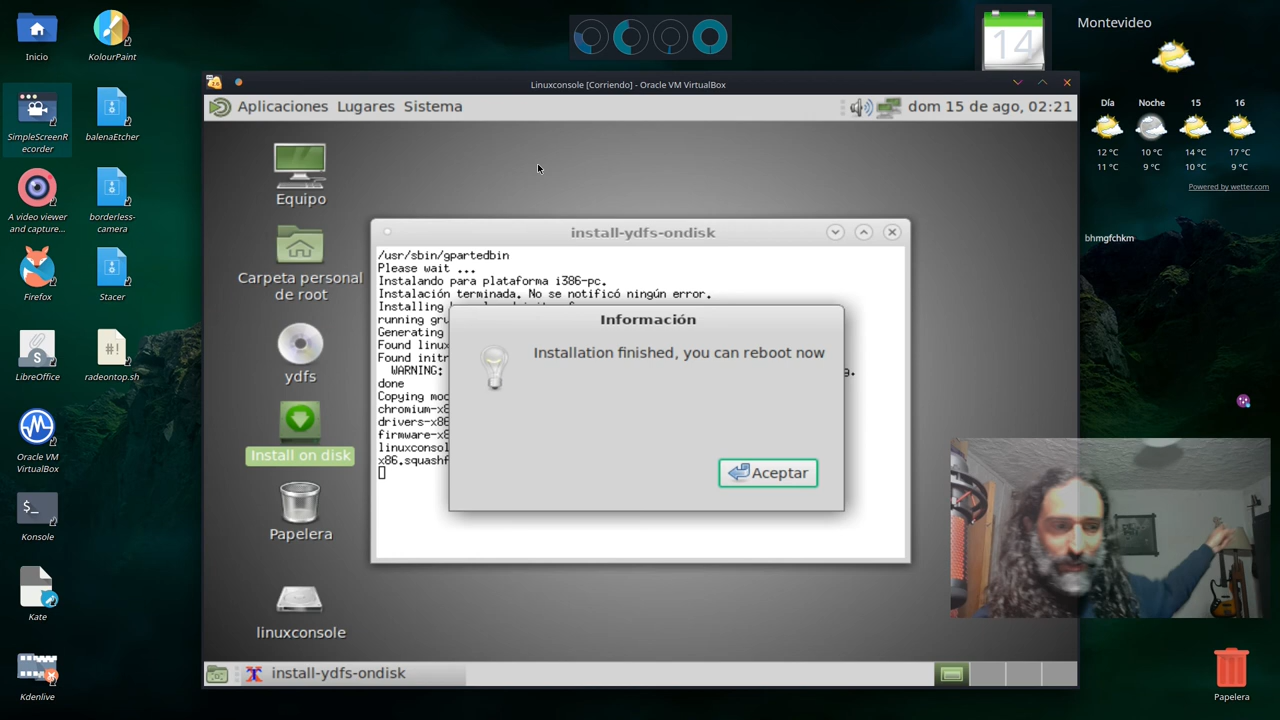 Inicio
KolourPaint
SimpleScreenR
ecorder
balenaEtcher
A video viewer
and capture...
borderless-
camera
Firefox
Stacer
LibreOffice
radeontop.sh
Oracle VM
VirtualBox
Konsole
Kate
Kdenlive
14
Montevideo
Día
Noche
15
16
12 °C
10 °C
14 °C
17 °C
11 °C
9 °C
10 °C
9 °C
Powered by wetter.com
bhmgfchkm
Papelera
Linuxconsole [Corriendo] - Oracle VM VirtualBox
Aplicaciones Lugares Sistema
dom 15 de ago, 02:21
Equipo
Carpeta personal
de root
ydfs
Install on disk
Papelera
linuxconsole
install-ydfs-ondisk
/usr/sbin/gpartedbin
Please wait ...
Instalando para plataforma i386-pc.
Instalación terminada. No se notificó ningún error.
Installing
running gru
Generating
Found linux
Found initr
WARNING:
done
Copying mod
chromium-x8
drivers-x86
firmware-x8
linuxconsol
x86.squashf
Información
Installation finished, you can reboot now
Aceptar
install-ydfs-ondisk